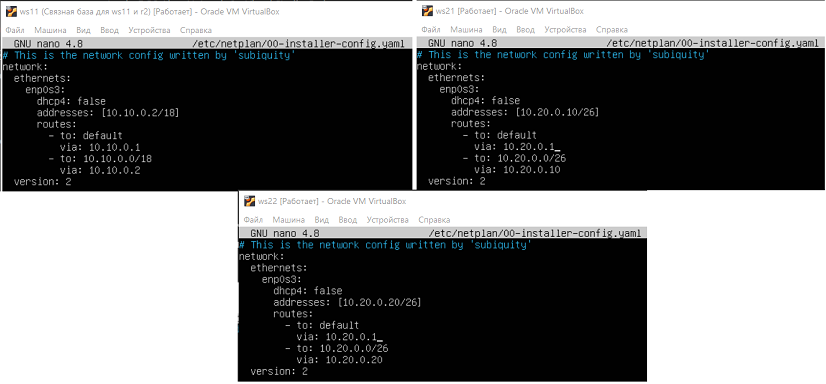 ws11 (Связная база для ws11 и r2) [Работает] - Oracle VM VirtualBox
Файл Машина Вид Ввод Устройства Справка
GNU nano 4.8 /etc/netplan/00-installer-config.yaml
# This is the network config written by 'subiquity'
network:
  ethernets:
    enp0s3:
      dhcp4: false
      addresses: [10.10.0.2/18]
      routes:
        - to: default
          via: 10.10.0.1
        - to: 10.10.0.0/18
          via: 10.10.0.2
  version: 2
ws21 [Работает] - Oracle VM VirtualBox
Файл Машина Вид Ввод Устройства Справка
GNU nano 4.8 /etc/netplan/00-installer-config.yaml
# This is the network config written by 'subiquity'
network:
  ethernets:
    enp0s3:
      dhcp4: false
      addresses: [10.20.0.10/26]
      routes:
        - to: default
          via: 10.20.0.1_
        - to: 10.20.0.0/26
          via: 10.20.0.10
  version: 2
ws22 [Работает] - Oracle VM VirtualBox
Файл Машина Вид Ввод Устройства Справка
GNU nano 4.8 /etc/netplan/00-installer-config.yaml
# This is the network config written by 'subiquity'
network:
  ethernets:
    enp0s3:
      dhcp4: false
      addresses: [10.20.0.20/26]
      routes:
        - to: default
          via: 10.20.0.1_
        - to: 10.20.0.0/26
          via: 10.20.0.20
  version: 2